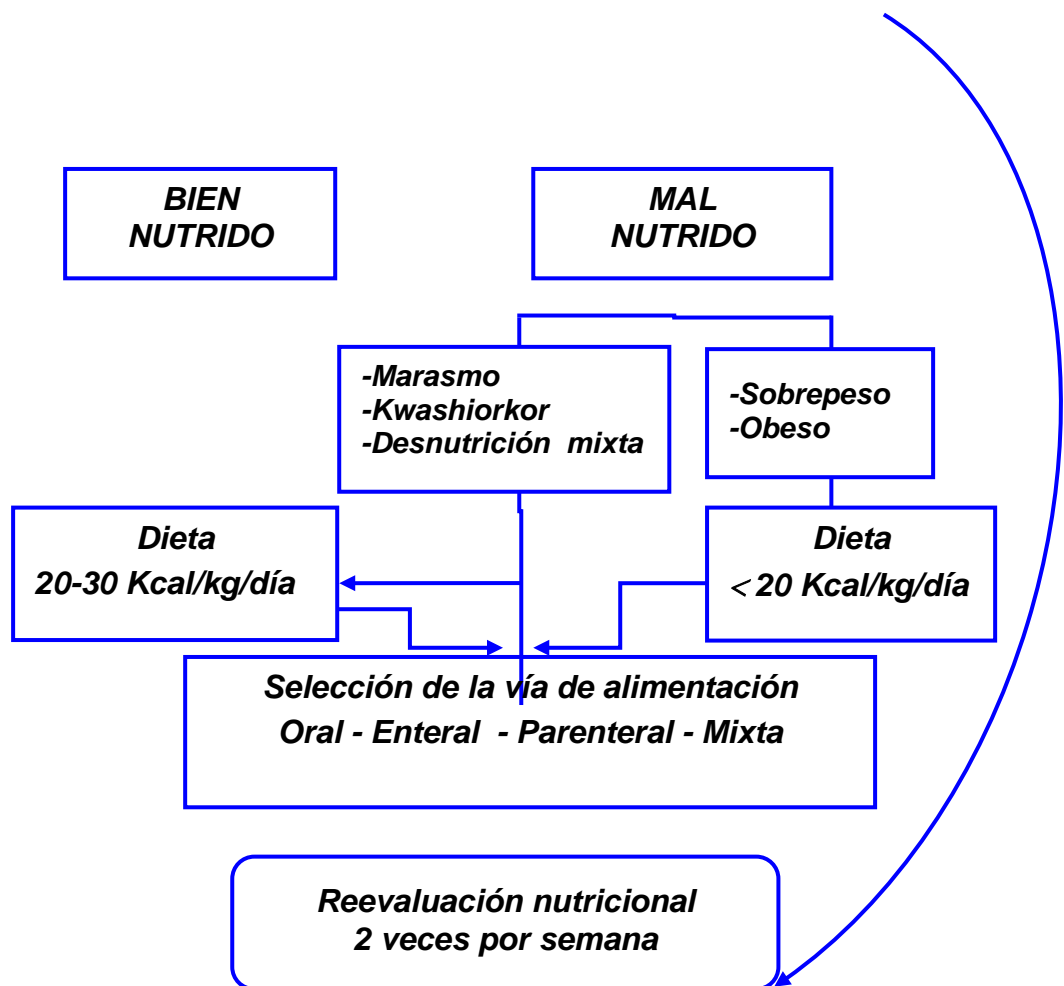 BIEN
NUTRIDO
MAL
NUTRIDO
-Marasmo
-Kwashiorkor
-Desnutrición mixta
-Sobrepeso
-Obeso
Dieta
20-30 Kcal/kg/día
Dieta
< 20 Kcal/kg/día
Selección de la vía de alimentación
Oral - Enteral - Parenteral - Mixta
Reevaluación nutricional
2 veces por semana